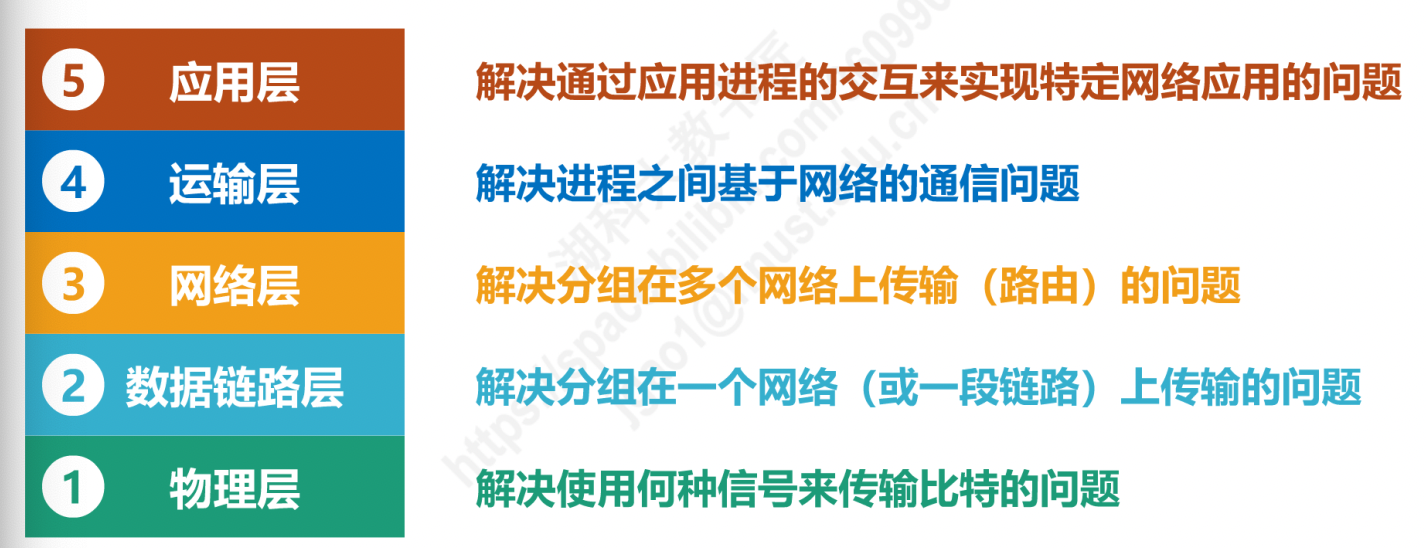 5 应用层 解决通过应用进程的交互来实现特定网络应用的问题
4 运输层 解决进程之间基于网络的通信问题
3 网络层 解决分组在多个网络上传输（路由）的问题
2 数据链路层 解决分组在一个网络（或一段链路）上传输的问题
1 物理层 解决使用何种信号来传输比特的问题